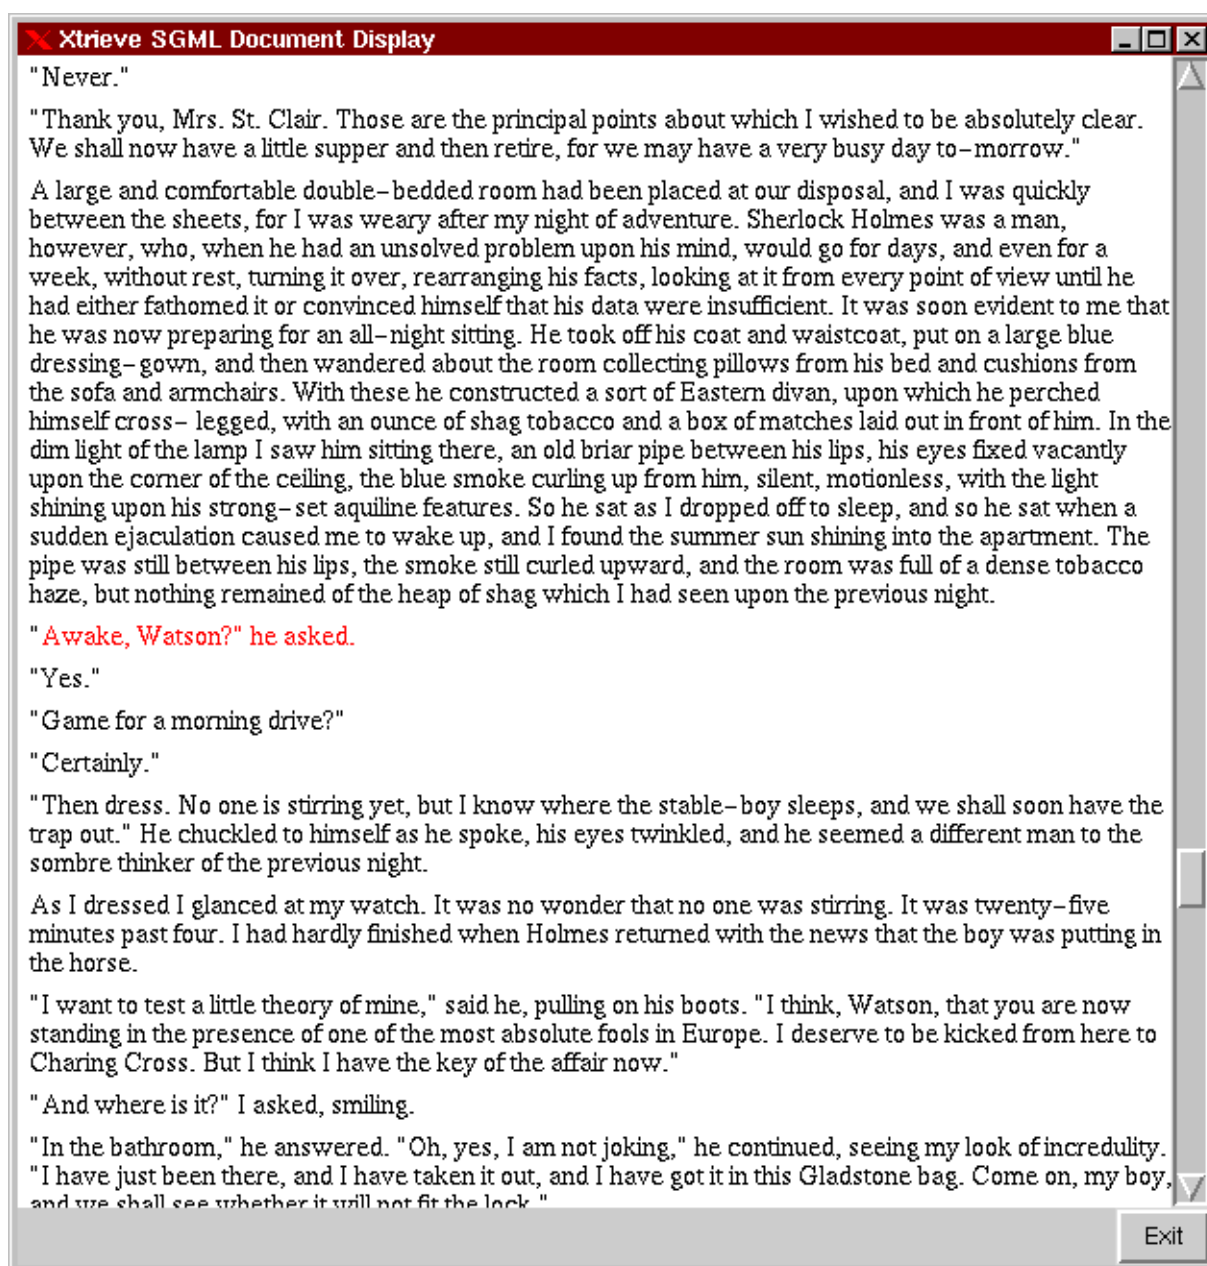 Xtrieve SGML Document Display
"Never."
"Thank you, Mrs. St. Clair. Those are the principal points about which I wished to be absolutely clear.
We shall now have a little supper and then retire, for we may have a very busy day to-morrow."
A large and comfortable double-bedded room had been placed at our disposal, and I was quickly
between the sheets, for I was weary after my night of adventure. Sherlock Holmes was a man,
however, who, when he had an unsolved problem upon his mind, would go for days, and even for a
week, without rest, turning it over, rearranging his facts, looking at it from every point of view until he
had either fathomed it or convinced himself that his data were insufficient. It was soon evident to me that
he was now preparing for an all-night sitting. He took off his coat and waistcoat, put on a large blue
dressing-gown, and then wandered about the room collecting pillows from his bed and cushions from
the sofa and armchairs. With these he constructed a sort of Eastern divan, upon which he perched
himself cross- legged, with an ounce of shag tobacco and a box of matches laid out in front of him. In the
dim light of the lamp I saw him sitting there, an old briar pipe between his lips, his eyes fixed vacantly
upon the corner of the ceiling, the blue smoke curling up from him, silent, motionless, with the light
shining upon his strong-set aquiline features. So he sat as I dropped off to sleep, and so he sat when a
sudden ejaculation caused me to wake up, and I found the summer sun shining into the apartment. The
pipe was still between his lips, the smoke still curled upward, and the room was full of a dense tobacco
haze, but nothing remained of the heap of shag which I had seen upon the previous night.
"Awake, Watson?" he asked.
"Yes."
"Game for a morning drive?"
"Certainly."
"Then dress. No one is stirring yet, but I know where the stable-boy sleeps, and we shall soon have the
trap out." He chuckled to himself as he spoke, his eyes twinkled, and he seemed a different man to the
sombre thinker of the previous night.
As I dressed I glanced at my watch. It was no wonder that no one was stirring. It was twenty-five
minutes past four. I had hardly finished when Holmes returned with the news that the boy was putting in
the horse.
"I want to test a little theory of mine," said he, pulling on his boots. "I think, Watson, that you are now
standing in the presence of one of the most absolute fools in Europe. I deserve to be kicked from here to
Charing Cross. But I think I have the key of the affair now."
"And where is it?" I asked, smiling.
"In the bathroom," he answered. "Oh, yes, I am not joking," he continued, seeing my look of incredulity.
"I have just been there, and I have taken it out, and I have got it in this Gladstone bag. Come on, my boy,
and we shall see whether it will not fit the lock."
Exit